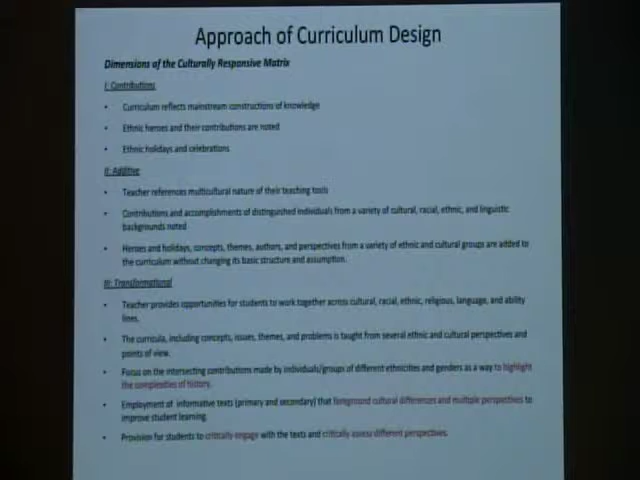 Approach of Curriculum Design
Dimensions of the Culturally Responsive Matrix
I: Contributions
• Curriculum reflects mainstream constructions of knowledge
• Ethnic heroes and their contributions are noted
• Ethnic holidays and celebrations
II: Additive
• Teacher references multicultural nature of their teaching tools
• Contributions and accomplishments of distinguished individuals from a variety of cultural, racial, ethnic, and linguistic
backgrounds noted
• Heroes and holidays, concepts, themes, authors, and perspectives from a variety of ethnic and cultural groups are added to
the curriculum without changing its basic structure and assumption.
III: Transformational
• Teacher provides opportunities for students to work together across cultural, racial, ethnic, religious, language, and ability
lines.
• The curricula, including concepts, issues, themes, and problems is taught from several ethnic and cultural perspectives and
points of view.
• Focus on the intersecting contributions made by individuals/groups of different ethnicities and genders as a way to highlight
the complexities of history.
• Employment of informative texts (primary and secondary) that foreground cultural differences and multiple perspectives to
improve student learning.
• Provision for students to critically engage with the texts and critically assess different perspectives.